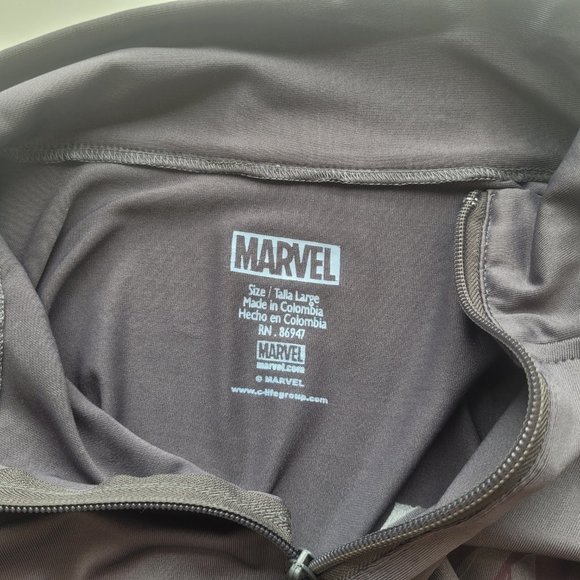 MARVEL
Size / Talla Large
Made in Colombia
Hecho en Colombia
RN . 86947
MARVEL
marvel.com
© MARVEL
www.c-lifegroup.com